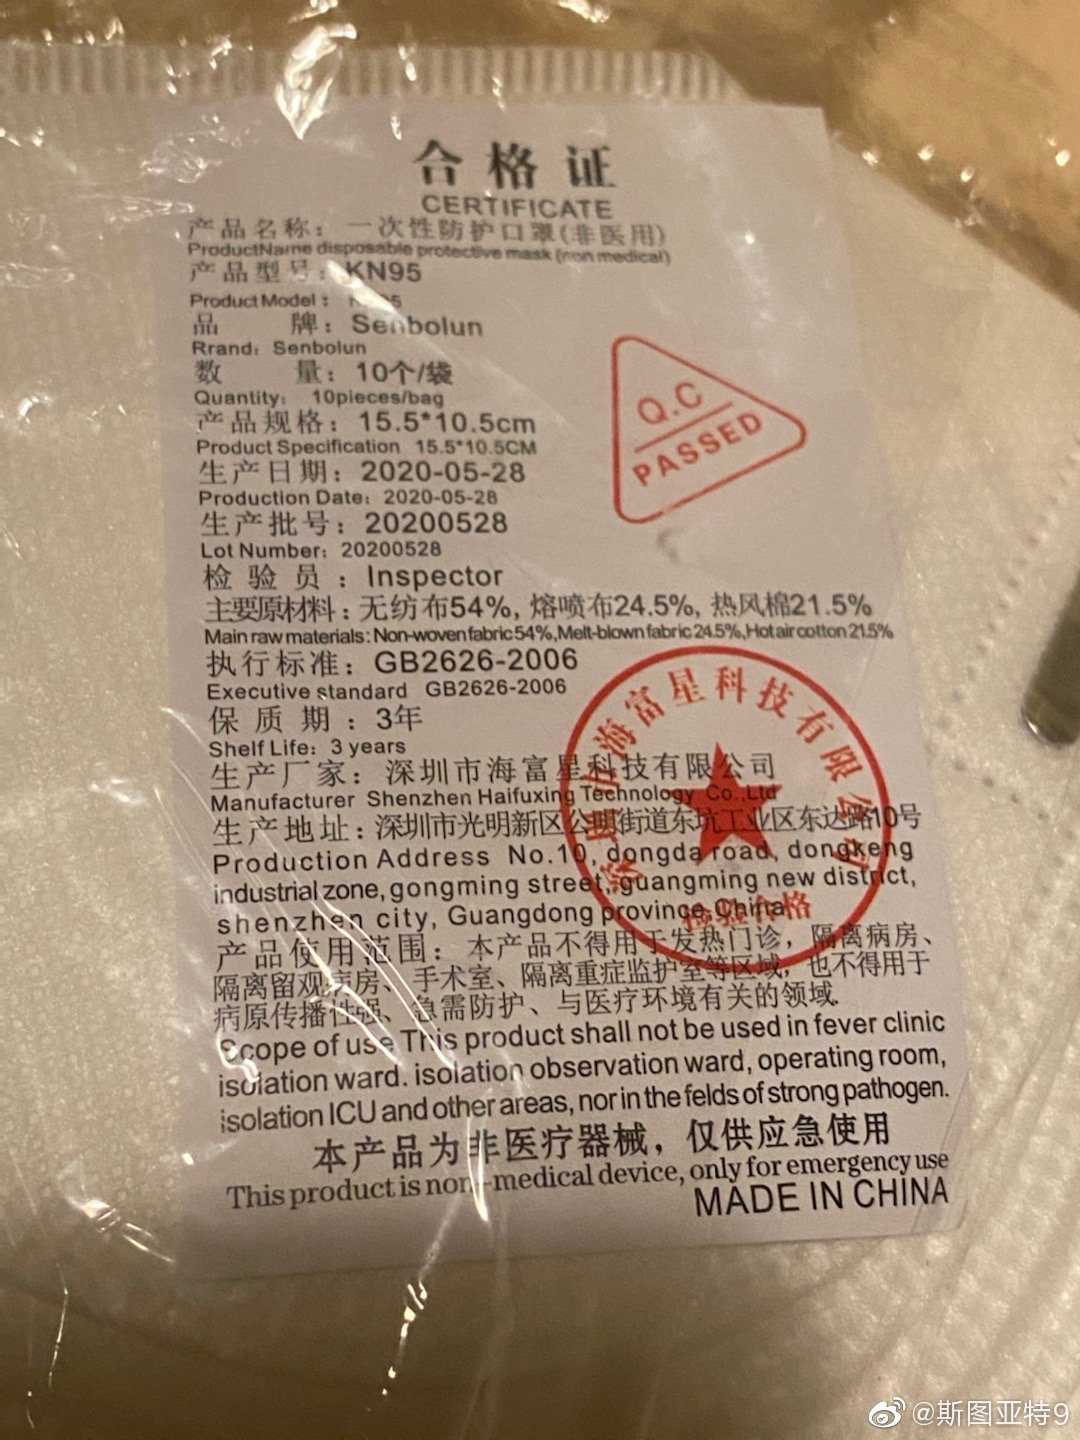 合格证
CERTIFICATE
产品名称：一次性防护口罩(非医用)
ProductName disposable protective mask (non medical)
产品型号：KN95
Product Model：KN95
品 牌：Senbolun
Rrand：Senbolun
数 量：10个/袋
Quantity：10pieces/bag
产品规格：15.5*10.5cm
Product Specification 15.5*10.5CM
生产日期：2020-05-28
Production Date：2020-05-28
生产批号：20200528
Lot Number：20200528
检验员：Inspector
主要原材料：无纺布54%, 熔喷布24.5%, 热风棉21.5%
Main raw materials: Non-woven fabric 54%, Melt-blown fabric 24.5%, Hot air cotton 21.5%
执行标准：GB2626-2006
Executive standard GB2626-2006
保质期：3年
Shelf Life：3 years
生产厂家：深圳市海富星科技有限公司
Manufacturer Shenzhen Haifuxing Technology Co.,Ltd
生产地址：深圳市光明新区公明街道东坑工业区东达路10号
Production Address No.10, dongda road, dongkeng
industrial zone, gongming street, guangming new district,
shenzhen city, Guangdong province, China
产品使用范围：本产品不得用于发热门诊，隔离病房、
隔离留观病房、手术室、隔离重症监护室等区域，也不得用于
病原传播性强、急需防护、与医疗环境有关的领域.
Scope of use This product shall not be used in fever clinic
isolation ward. isolation observation ward, operating room,
isolation ICU and other areas, nor in the felds of strong pathogen.
本产品为非医疗器械，仅供应急使用
This product is non-medical device, only for emergency use
MADE IN CHINA
Q.C
PASSED
深圳市海富星科技有限公司
检验合格
@斯图亚特9